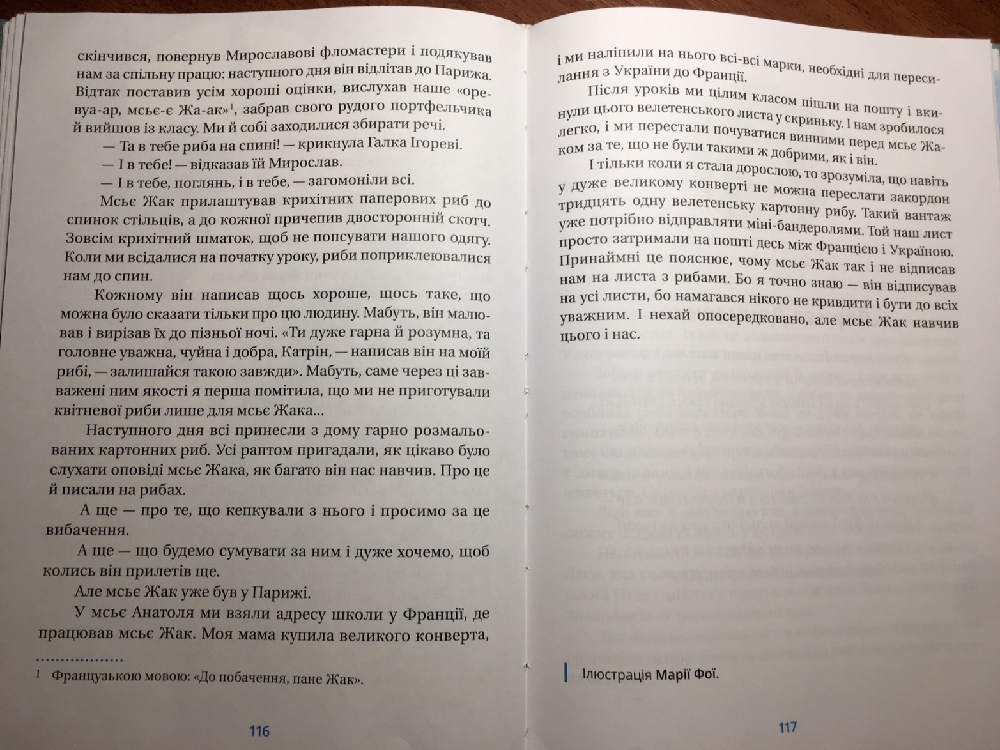 скінчився, повернув Мирославові фломастери і подякував
нам за спільну працю: наступного дня він відлітав до Парижа.
Відтак поставив усім хороші оцінки, вислухав наше «оре-
вуа-ар, мсьє-є Жа-ак»¹, забрав свого рудого портфельчика
й вийшов із класу. Ми й собі заходилися збирати речі.
— Та в тебе риба на спині! — крикнула Галка Ігореві.
— І в тебе! — відказав їй Мирослав.
— І в тебе, поглянь, і в тебе, — загомоніли всі.
Мсьє Жак прилаштував крихітних паперових риб до
спинок стільців, а до кожної причепив двосторонній скотч.
Зовсім крихітний шматок, щоб не попсувати нашого одягу.
Коли ми всідалися на початку уроку, риби поприклеювалися
нам до спин.
Кожному він написав щось хороше, щось таке, що
можна було сказати тільки про цю людину. Мабуть, він малю-
вав і вирізав їх до пізньої ночі. «Ти дуже гарна й розумна, та
головне уважна, чуйна і добра, Катрін, — написав він на моїй
рибі, — залишайся такою завжди». Мабуть, саме через ці зав-
важені ним якості я перша помітила, що ми не приготували
квітневої риби лише для мсьє Жака...
Наступного дня всі принесли з дому гарно розмальо-
ваних картонних риб. Усі раптом пригадали, як цікаво було
слухати оповіді мсьє Жака, як багато він нас навчив. Про це
й писали на рибах.
А ще — про те, що кепкували з нього і просимо за це
вибачення.
А ще — що будемо сумувати за ним і дуже хочемо, щоб
колись він прилетів ще.
Але мсьє Жак уже був у Парижі.
У мсьє Анатоля ми взяли адресу школи у Франції, де
працював мсьє Жак. Моя мама купила великого конверта,
1 Французькою мовою: «До побачення, пане Жак».
116
і ми наліпили на нього всі-всі марки, необхідні для переси-
лання з України до Франції.
Після уроків ми цілим класом пішли на пошту і вки-
нули цього велетенського листа у скриньку. І нам зробилося
легко, і ми перестали почуватися винними перед мсьє Жа-
ком за те, що не були такими ж добрими, як і він.
І тільки коли я стала дорослою, то зрозуміла, що навіть
у дуже великому конверті не можна переслати закордон
тридцять одну велетенську картонну рибу. Такий вантаж
уже потрібно відправляти міні-бандеролями. Той наш лист
просто затримали на пошті десь між Францією і Україною.
Принаймні це пояснює, чому мсьє Жак так і не відписав
нам на листа з рибами. Бо я точно знаю — він відписував
на усі листи, бо намагався нікого не кривдити і бути до всіх
уважним. І нехай опосередковано, але мсьє Жак навчив
цього і нас.
Ілюстрація Марії Фої.
117